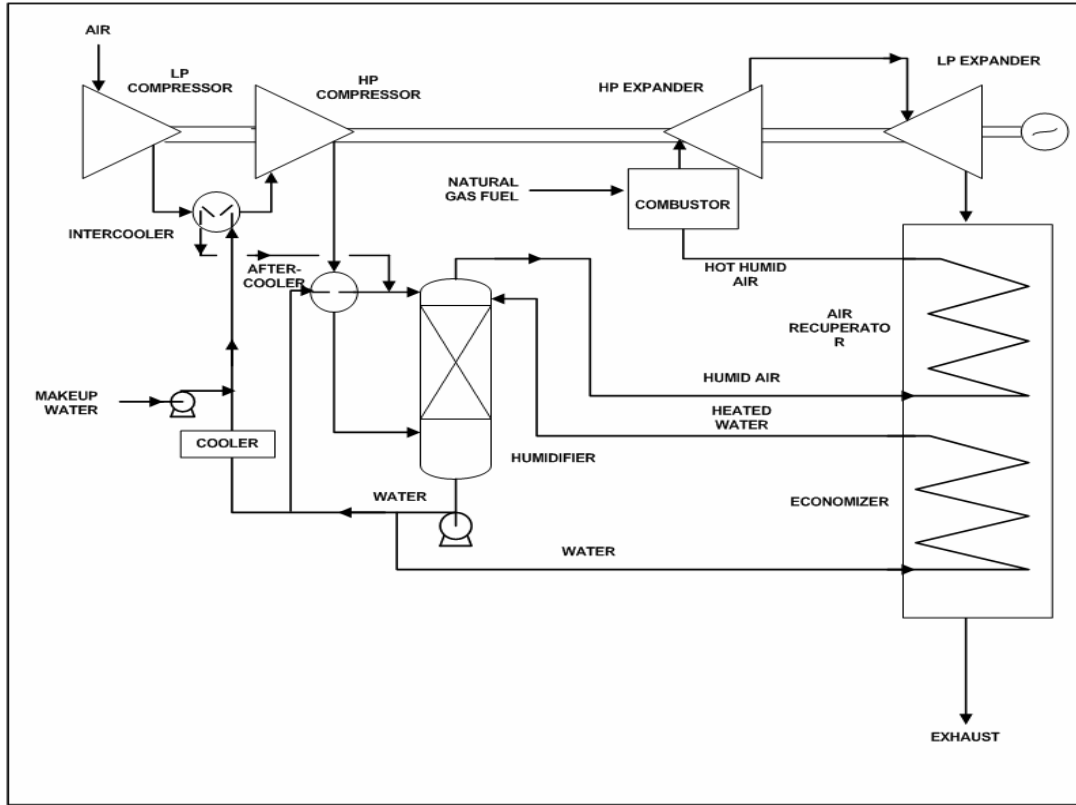 AIR
LP
COMPRESSOR
HP
COMPRESSOR
HP EXPANDER
LP EXPANDER
NATURAL
GAS FUEL
COMBUSTOR
INTERCOOLER
AFTER-
COOLER
HOT HUMID
AIR
AIR
RECUPERATO
R
HUMID AIR
MAKEUP
WATER
HEATED
WATER
COOLER
HUMIDIFIER
WATER
ECONOMIZER
WATER
EXHAUST